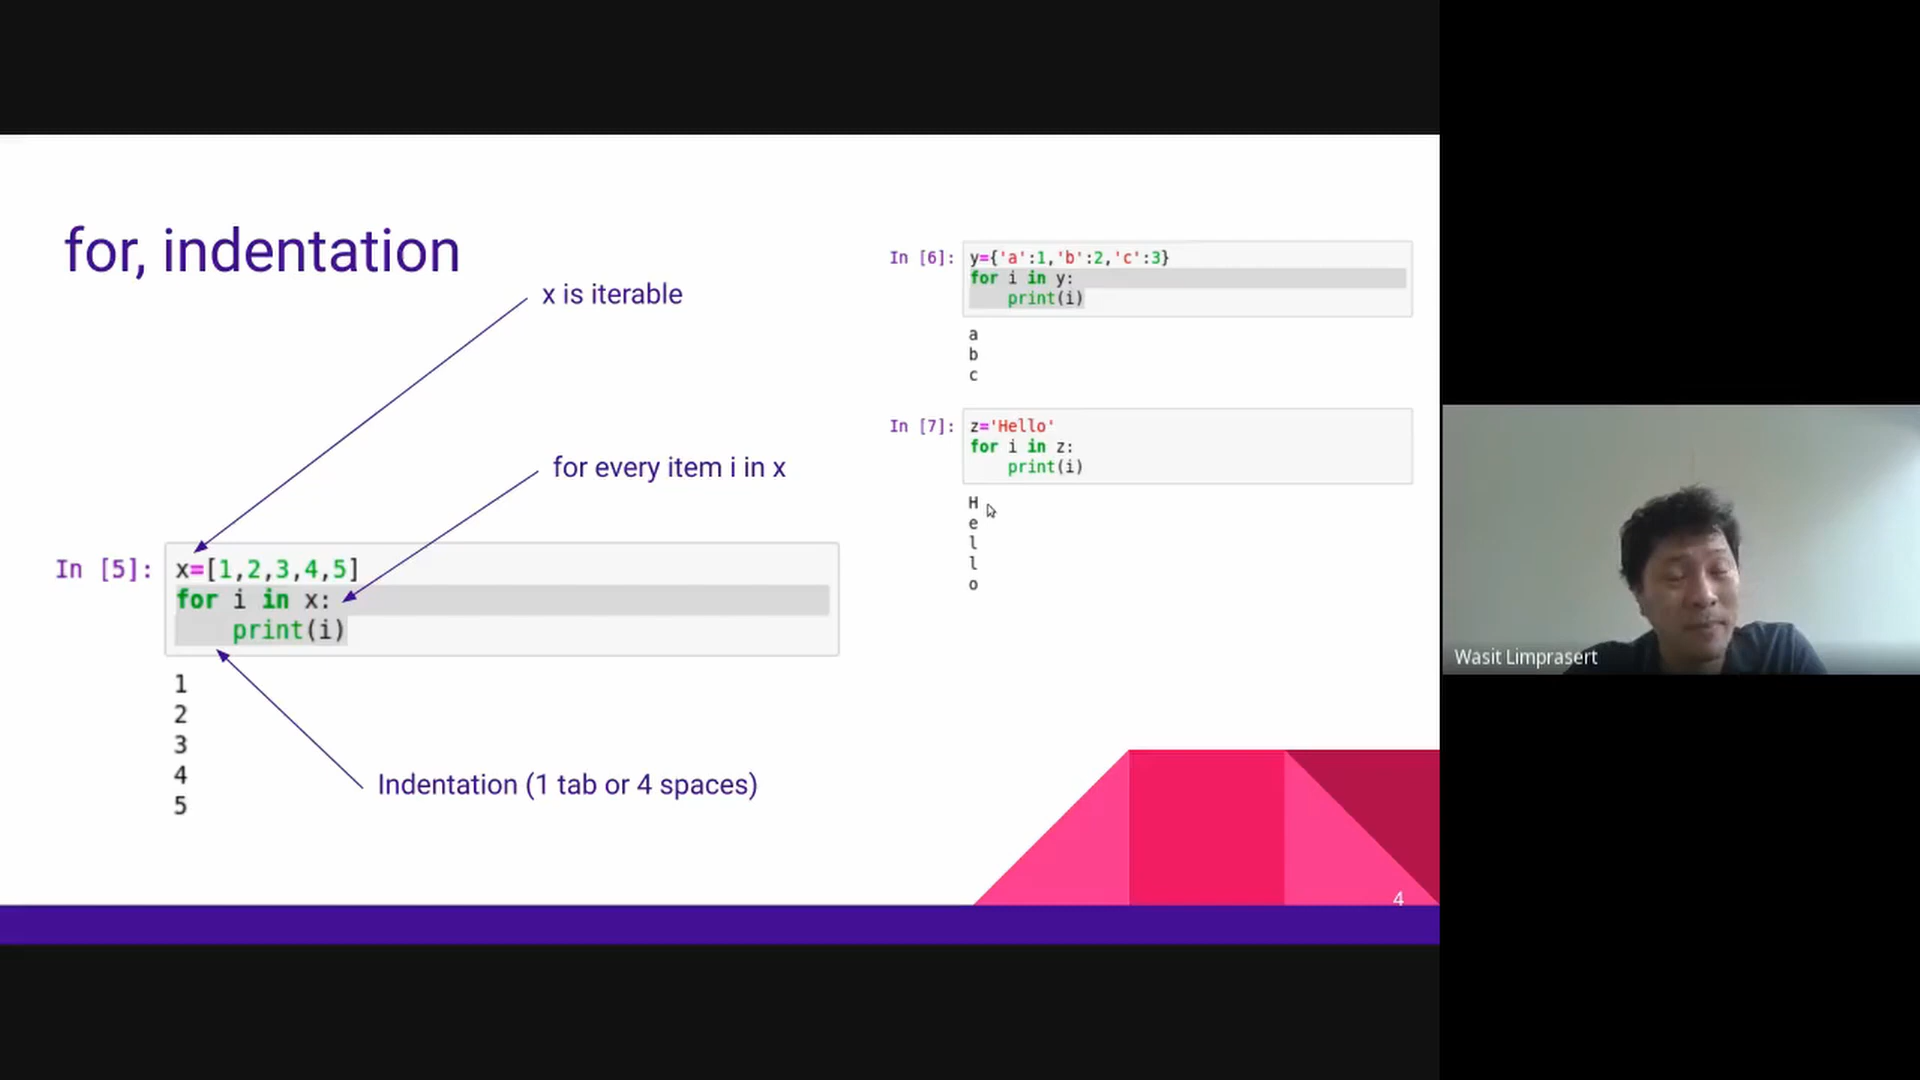 for, indentation
x is iterable
for every item i in x
In [5]:
x=[1,2,3,4,5]
for i in x:
    print(i)
1
2
3
4
5
Indentation (1 tab or 4 spaces)
In [6]:
y={'a':1,'b':2,'c':3}
for i in y:
    print(i)
a
b
c
In [7]:
z='Hello'
for i in z:
    print(i)
H
e
l
l
o
4
Wasit Limprasert